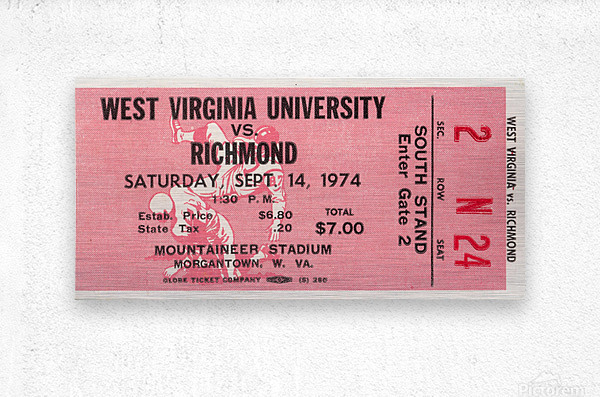 WEST VIRGINIA UNIVERSITY
VS.
RICHMOND
SATURDAY, SEPT. 14, 1974
1:30 P.M.
Estab. Price $6.80
State Tax .20
TOTAL
$7.00
MOUNTAINEER STADIUM
MORGANTOWN, W. VA.
GLOBE TICKET COMPANY (S) 260
SOUTH STAND
Enter Gate 2
SEC. ROW SEAT
2 N 24
WEST VIRGINIA vs. RICHMOND
Pictorem